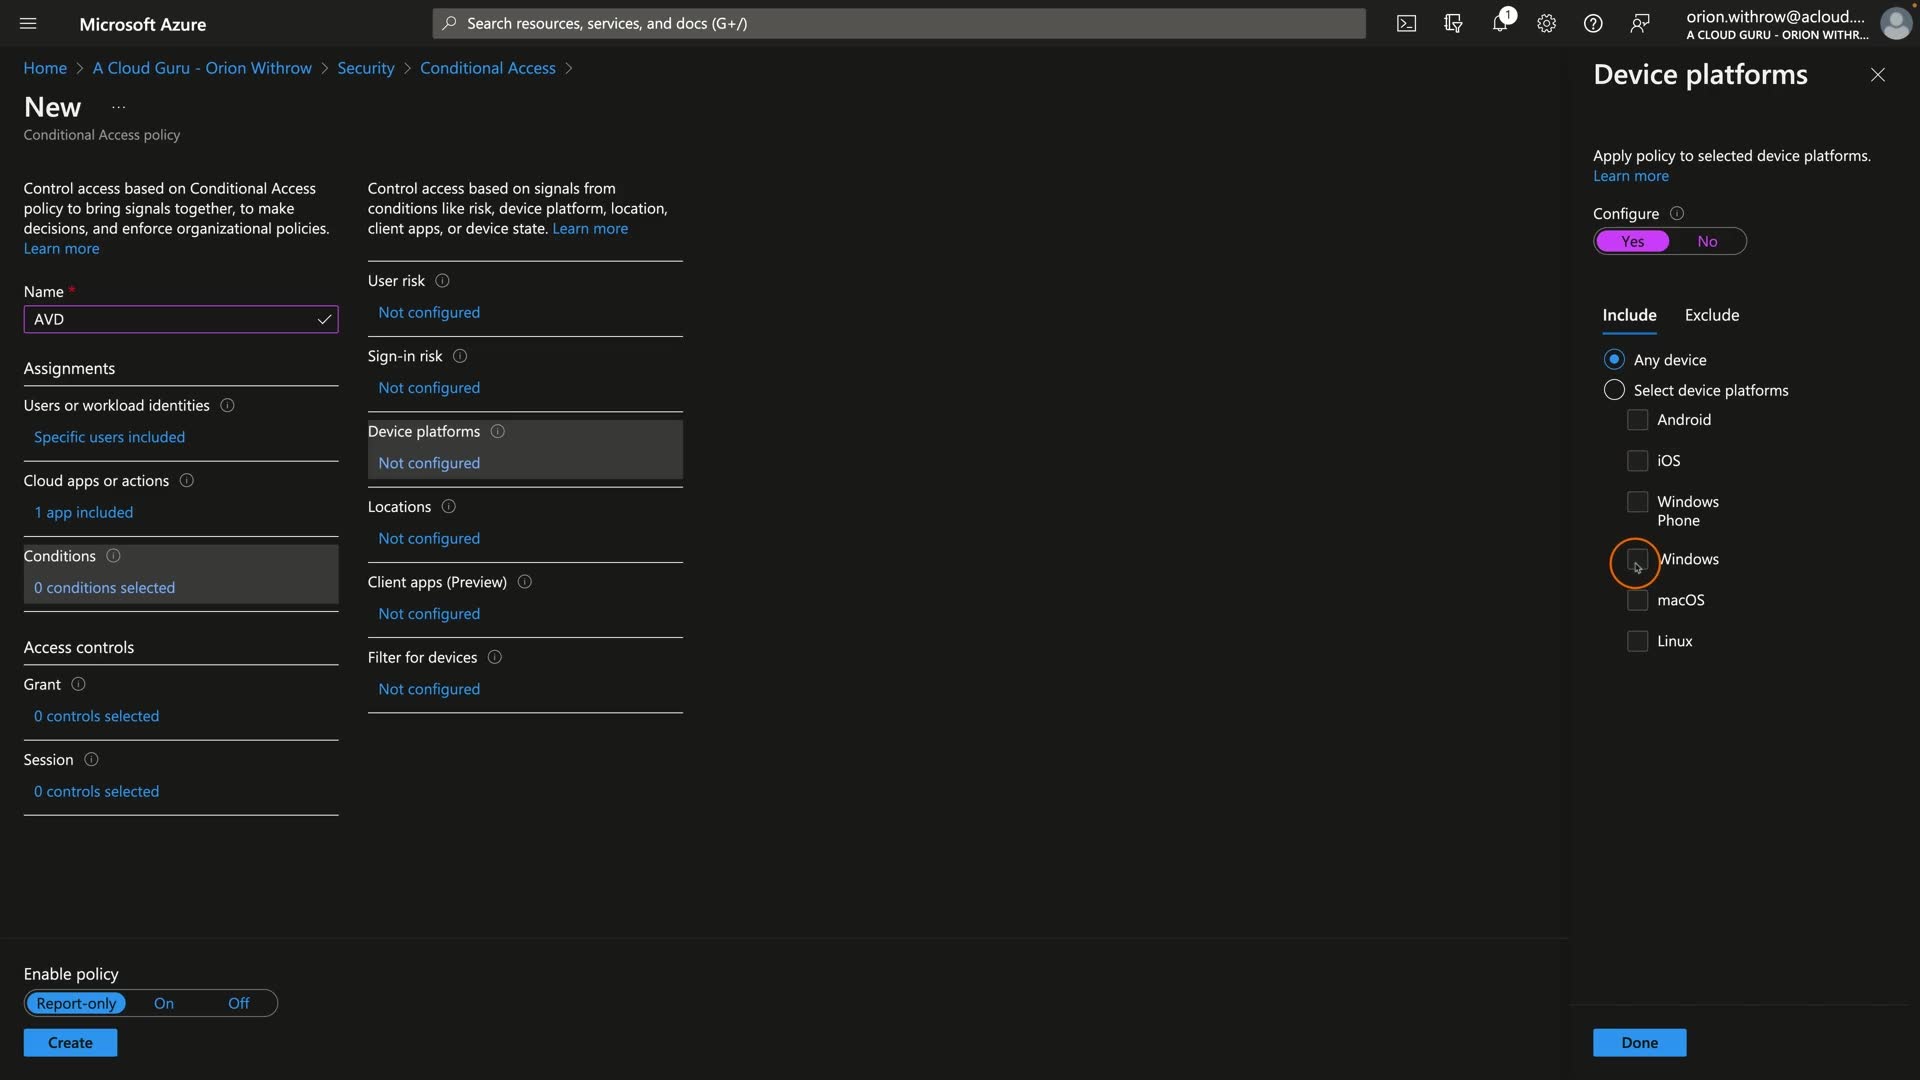 Microsoft Azure
Search resources, services, and docs (G+/)
1
orion.withrow@acloud....
A CLOUD GURU - ORION WITHR...
Home > A Cloud Guru - Orion Withrow > Security > Conditional Access >
New ...
Conditional Access policy
Control access based on Conditional Access
policy to bring signals together, to make
decisions, and enforce organizational policies.
Learn more
Name *
AVD
Assignments
Users or workload identities
Specific users included
Cloud apps or actions
1 app included
Conditions
0 conditions selected
Access controls
Grant
0 controls selected
Session
0 controls selected
Control access based on signals from
conditions like risk, device platform, location,
client apps, or device state. Learn more
User risk
Not configured
Sign-in risk
Not configured
Device platforms
Not configured
Locations
Not configured
Client apps (Preview)
Not configured
Filter for devices
Not configured
Enable policy
Report-only On Off
Create
Device platforms
Apply policy to selected device platforms.
Learn more
Configure
Yes No
Include Exclude
Any device
Select device platforms
Android
iOS
Windows
Phone
Windows
macOS
Linux
Done